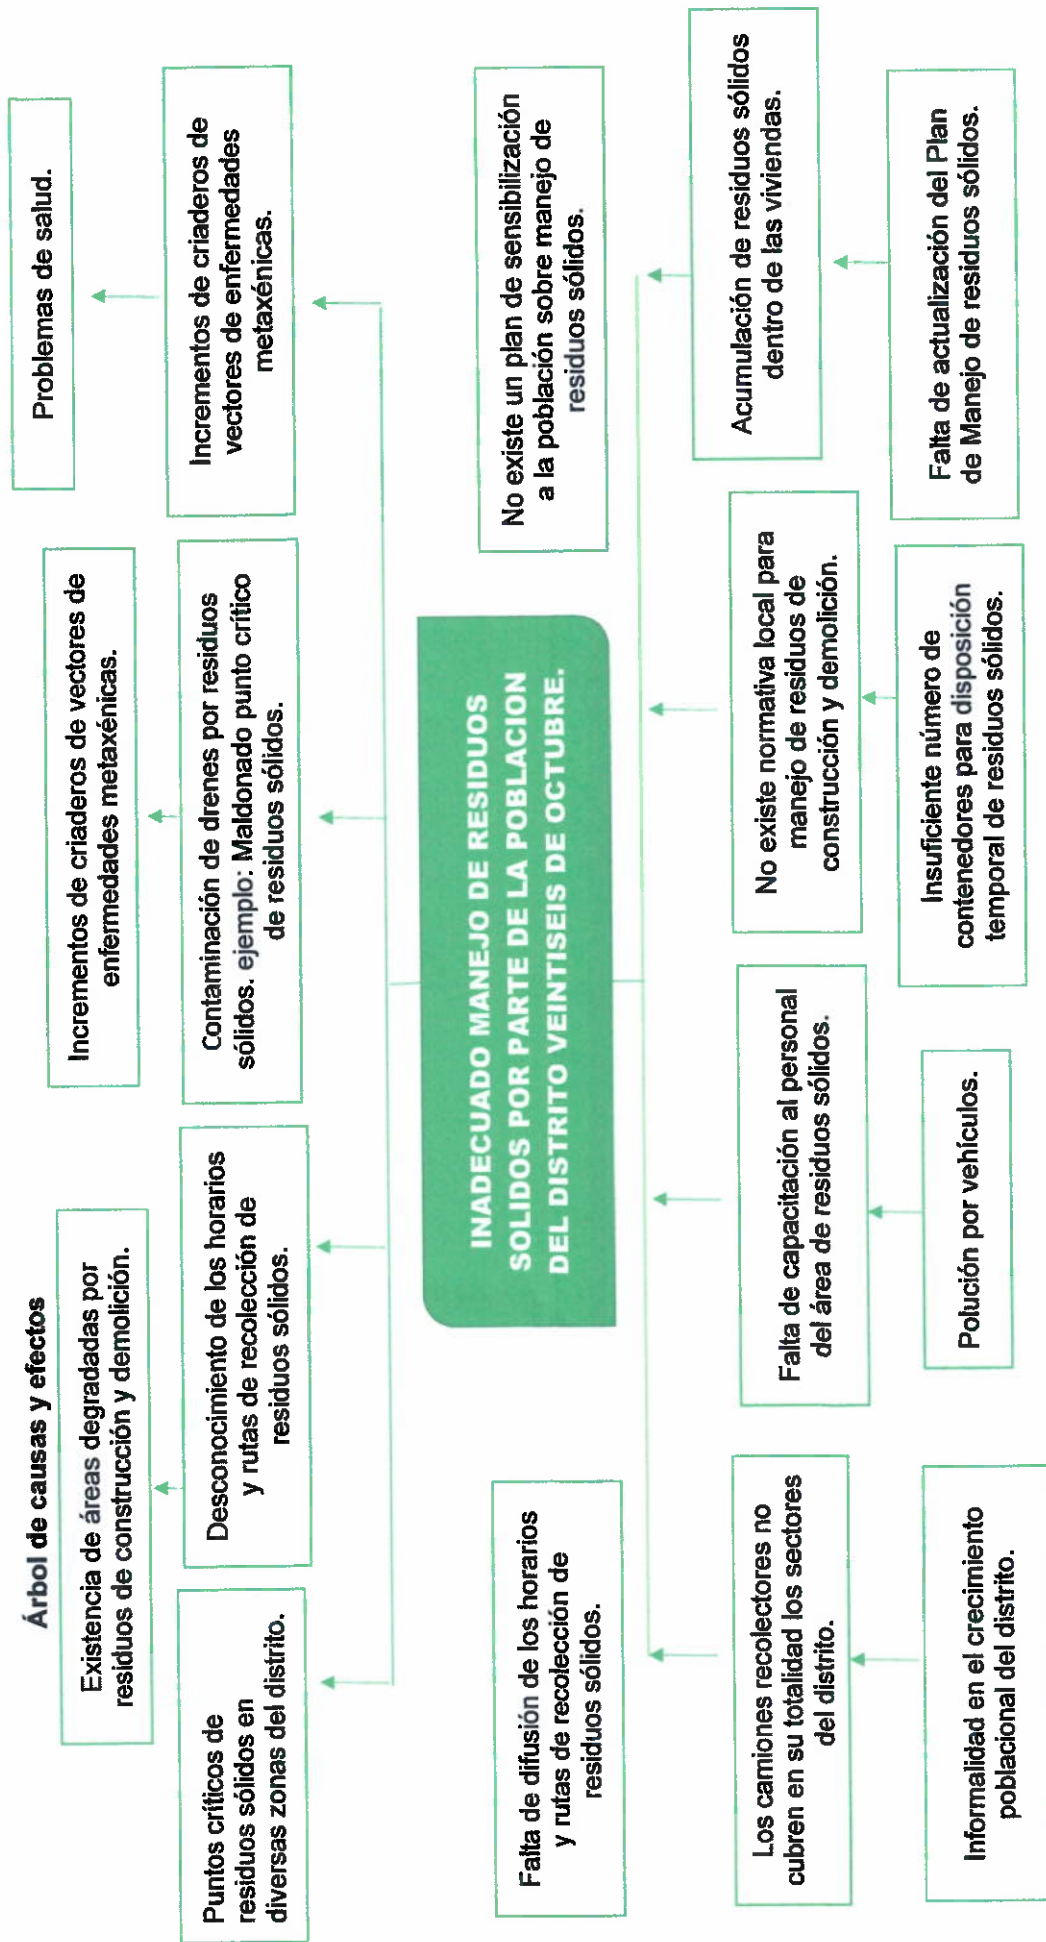 Árbol de causas y efectos
Existencia de áreas degradadas por
residuos de construcción y demolición.
Incrementos de criaderos de vectores de
enfermedades metaxénicas.
Problemas de salud.
Puntos críticos de
residuos sólidos en
diversas zonas del distrito.
Desconocimiento de los horarios
y rutas de recolección de
residuos sólidos.
Contaminación de drenes por residuos
sólidos. ejemplo: Maldonado punto crítico
de residuos sólidos.
Incrementos de criaderos de
vectores de enfermedades
metaxénicas.
INADECUADO MANEJO DE RESIDUOS
SOLIDOS POR PARTE DE LA POBLACION
DEL DISTRITO VEINTISEIS DE OCTUBRE.
Falta de difusión de los horarios
y rutas de recolección de
residuos sólidos.
No existe un plan de sensibilización
a la población sobre manejo de
residuos sólidos.
Los camiones recolectores no
cubren en su totalidad los sectores
del distrito.
Falta de capacitación al personal
del área de residuos sólidos.
No existe normativa local para
manejo de residuos de
construcción y demolición.
Acumulación de residuos sólidos
dentro de las viviendas.
Informalidad en el crecimiento
poblacional del distrito.
Polución por vehículos.
Insuficiente número de
contenedores para disposición
temporal de residuos sólidos.
Falta de actualización del Plan
de Manejo de residuos sólidos.